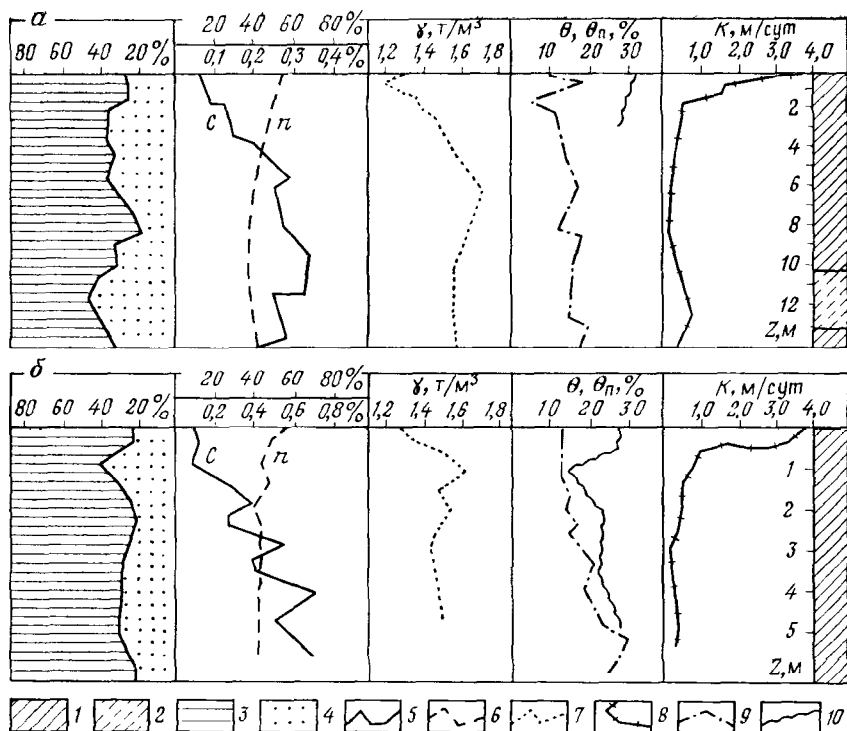 а
20 40 60 80%
80 60 40 20%
0,1 0,2 0,3 0,4%
γ, т/м³
1,2 1,4 1,6 1,8
θ, θп, %
10 20 30
К, м/сут
1,0 2,0 3,0 4,0
С п
2
4
6
8
10
12
Z,м
б
20 40 60 80%
80 60 40 20%
0,2 0,4 0,6 0,8%
γ, т/м³
1,2 1,4 1,6 1,8
θ, θп, %
10 20 30
К, м/сут
1,0 2,0 3,0 4,0
С п
1
2
3
4
5
Z,м
1 2 3 4 5 6 7 8 9 10